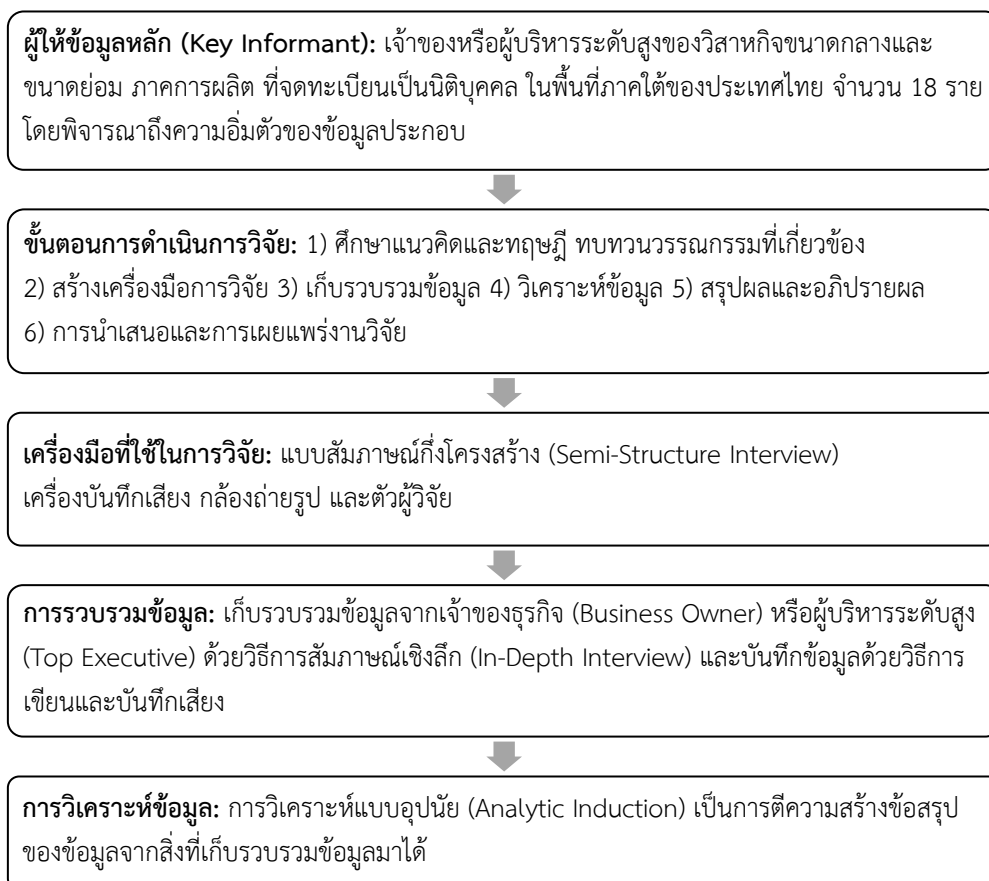 ผู้ให้ข้อมูลหลัก (Key Informant): เจ้าของหรือผู้บริหารระดับสูงของวิสาหกิจขนาดกลางและ
ขนาดย่อม ภาคการผลิต ที่จดทะเบียนเป็นนิติบุคคล ในพื้นที่ภาคใต้ของประเทศไทย จำนวน 18 ราย
โดยพิจารณาถึงความอิ่มตัวของข้อมูลประกอบ
ขั้นตอนการดำเนินการวิจัย: 1) ศึกษาแนวคิดและทฤษฎี ทบทวนวรรณกรรมที่เกี่ยวข้อง
2) สร้างเครื่องมือการวิจัย 3) เก็บรวบรวมข้อมูล 4) วิเคราะห์ข้อมูล 5) สรุปผลและอภิปรายผล
6) การนำเสนอและการเผยแพร่งานวิจัย
เครื่องมือที่ใช้ในการวิจัย: แบบสัมภาษณ์กึ่งโครงสร้าง (Semi-Structure Interview)
เครื่องบันทึกเสียง กล้องถ่ายรูป และตัวผู้วิจัย
การรวบรวมข้อมูล: เก็บรวบรวมข้อมูลจากเจ้าของธุรกิจ (Business Owner) หรือผู้บริหารระดับสูง
(Top Executive) ด้วยวิธีการสัมภาษณ์เชิงลึก (In-Depth Interview) และบันทึกข้อมูลด้วยวิธีการ
เขียนและบันทึกเสียง
การวิเคราะห์ข้อมูล: การวิเคราะห์แบบอุปนัย (Analytic Induction) เป็นการตีความสร้างข้อสรุป
ของข้อมูลจากสิ่งที่เก็บรวบรวมข้อมูลมาได้